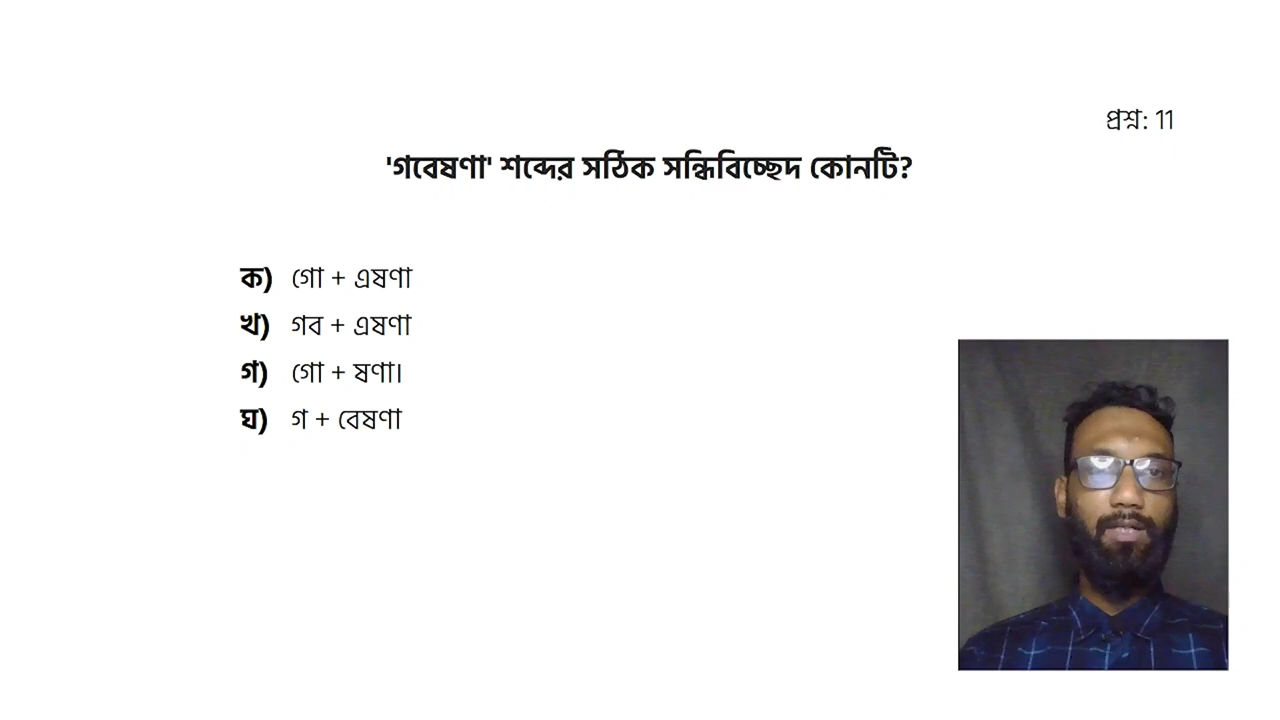 প্রশ্ন: 11
'গবেষণা' শব্দের সঠিক সন্ধিবিচ্ছেদ কোনটি?
ক) গো + এষণা
খ) গব + এষণা
গ) গো + ষণা।
ঘ) গ + বেষণা